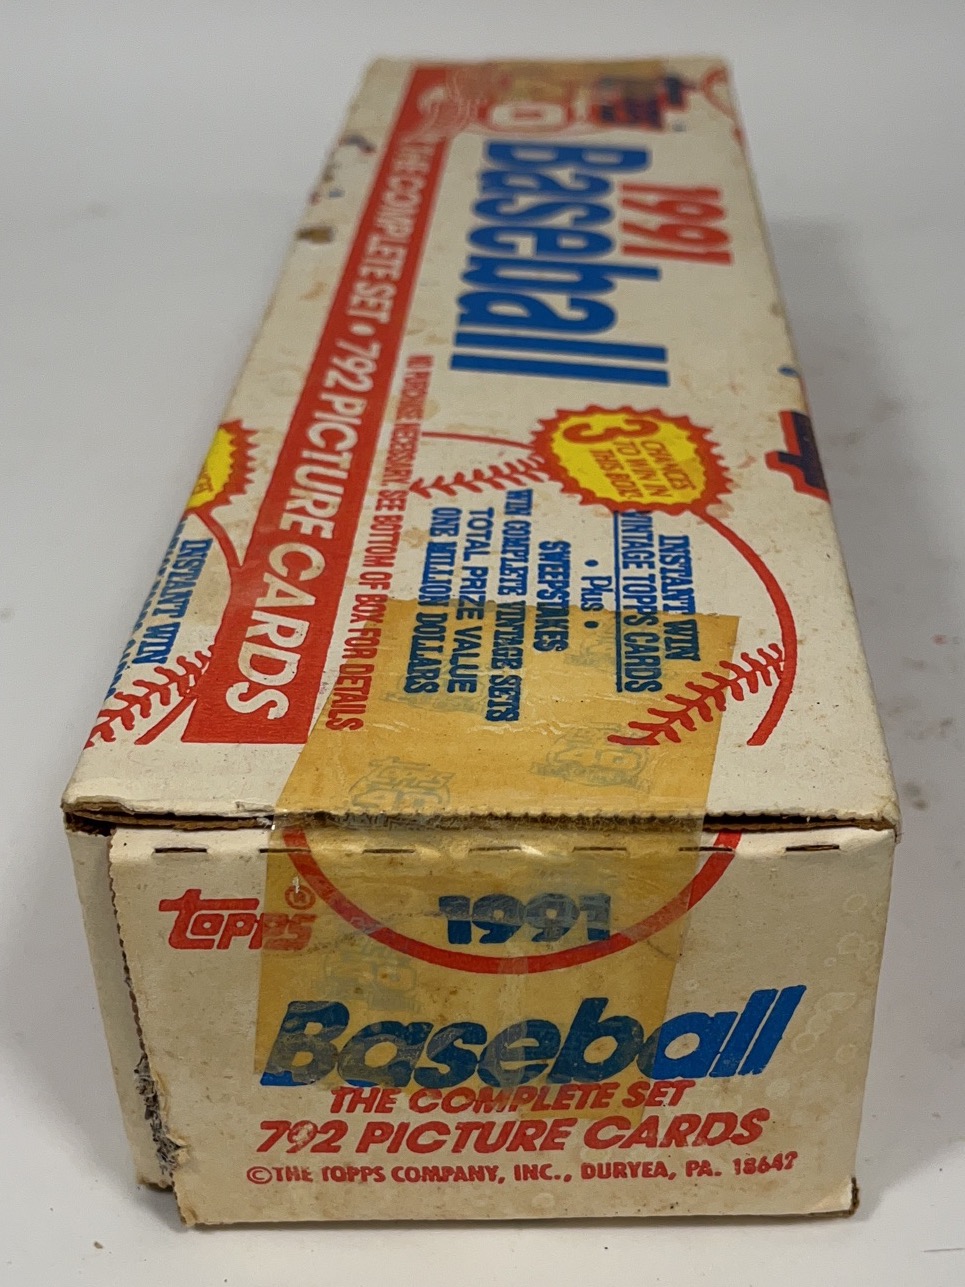 1991
Baseball
THE COMPLETE SET • 792 PICTURE CARDS
NO PURCHASE NECESSARY. SEE BOTTOM OF BOX FOR DETAILS
3
CHANCES
TO WIN IN
THIS BOX!
INSTANT WIN
VINTAGE TOPPS CARDS
• Plus •
SWEEPSTAKES
WIN COMPLETE VINTAGE SETS
TOTAL PRIZE VALUE
ONE MILLION DOLLARS
INSTANT WIN
TOPPS®
1991
Baseball
THE COMPLETE SET
792 PICTURE CARDS
©THE TOPPS COMPANY, INC., DURYEA, PA. 18642